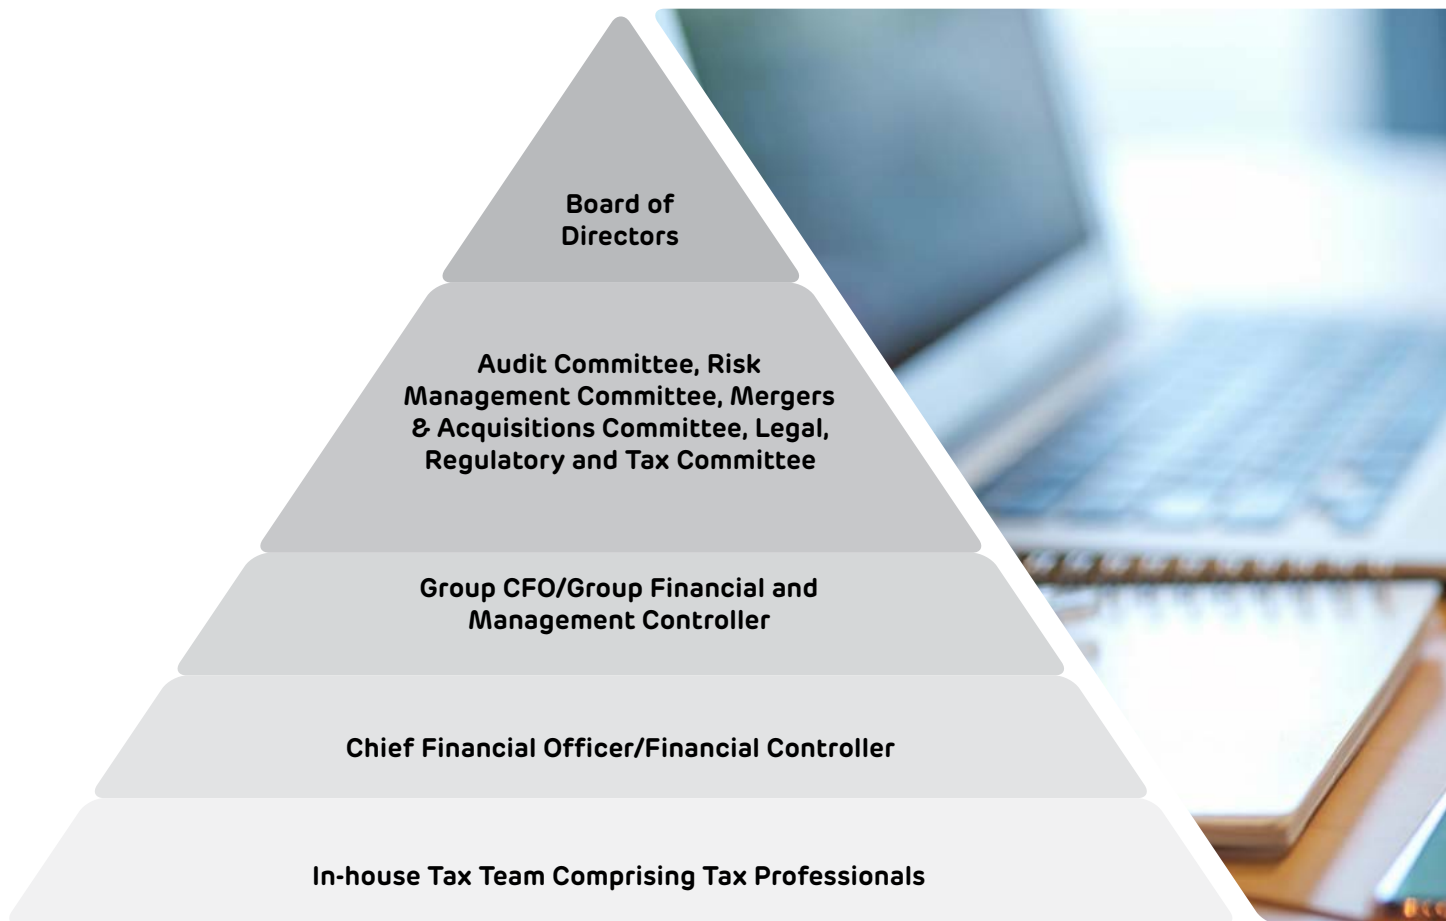 Board of
Directors
Audit Committee, Risk
Management Committee, Mergers
& Acquisitions Committee, Legal,
Regulatory and Tax Committee
Group CFO/Group Financial and
Management Controller
Chief Financial Officer/Financial Controller
In-house Tax Team Comprising Tax Professionals